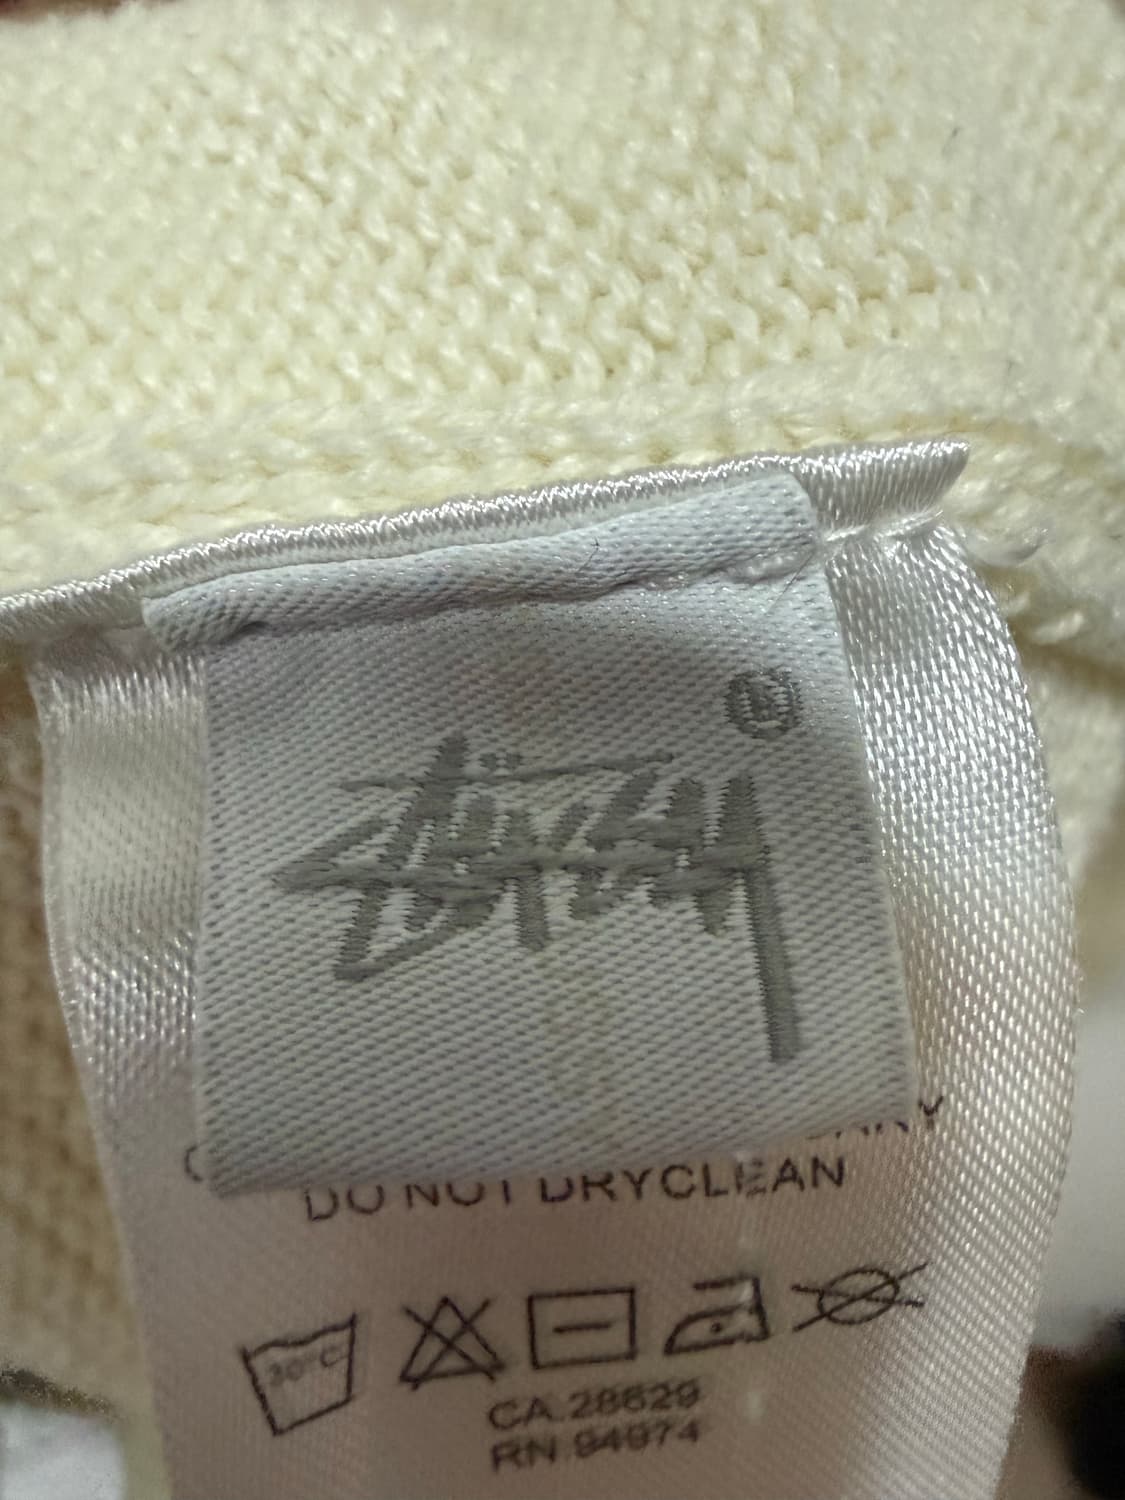 ®
Stüssy
DO NOT DRYCLEAN
30°C
CA.28629
RN.94974